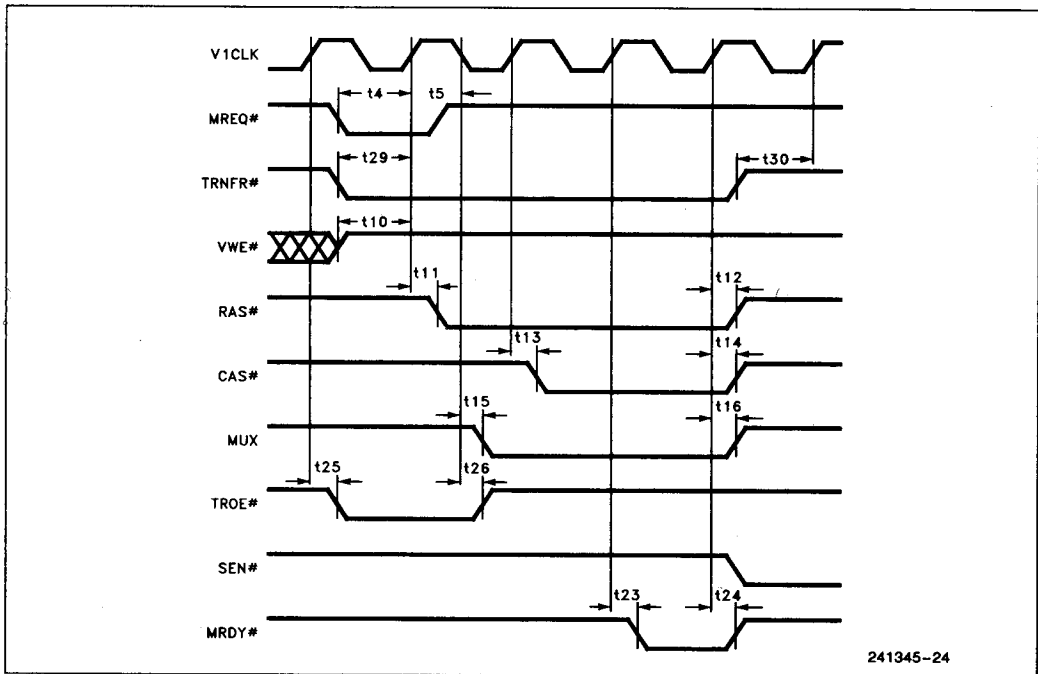 V1CLK
t4 t5
MREQ#
t29 t30
TRNFR#
t10
VWE#
t11 t12
RAS#
t13 t14
CAS#
t15 t16
MUX
t25 t26
TROE#
SEN#
t23 t24
MRDY#
241345-24